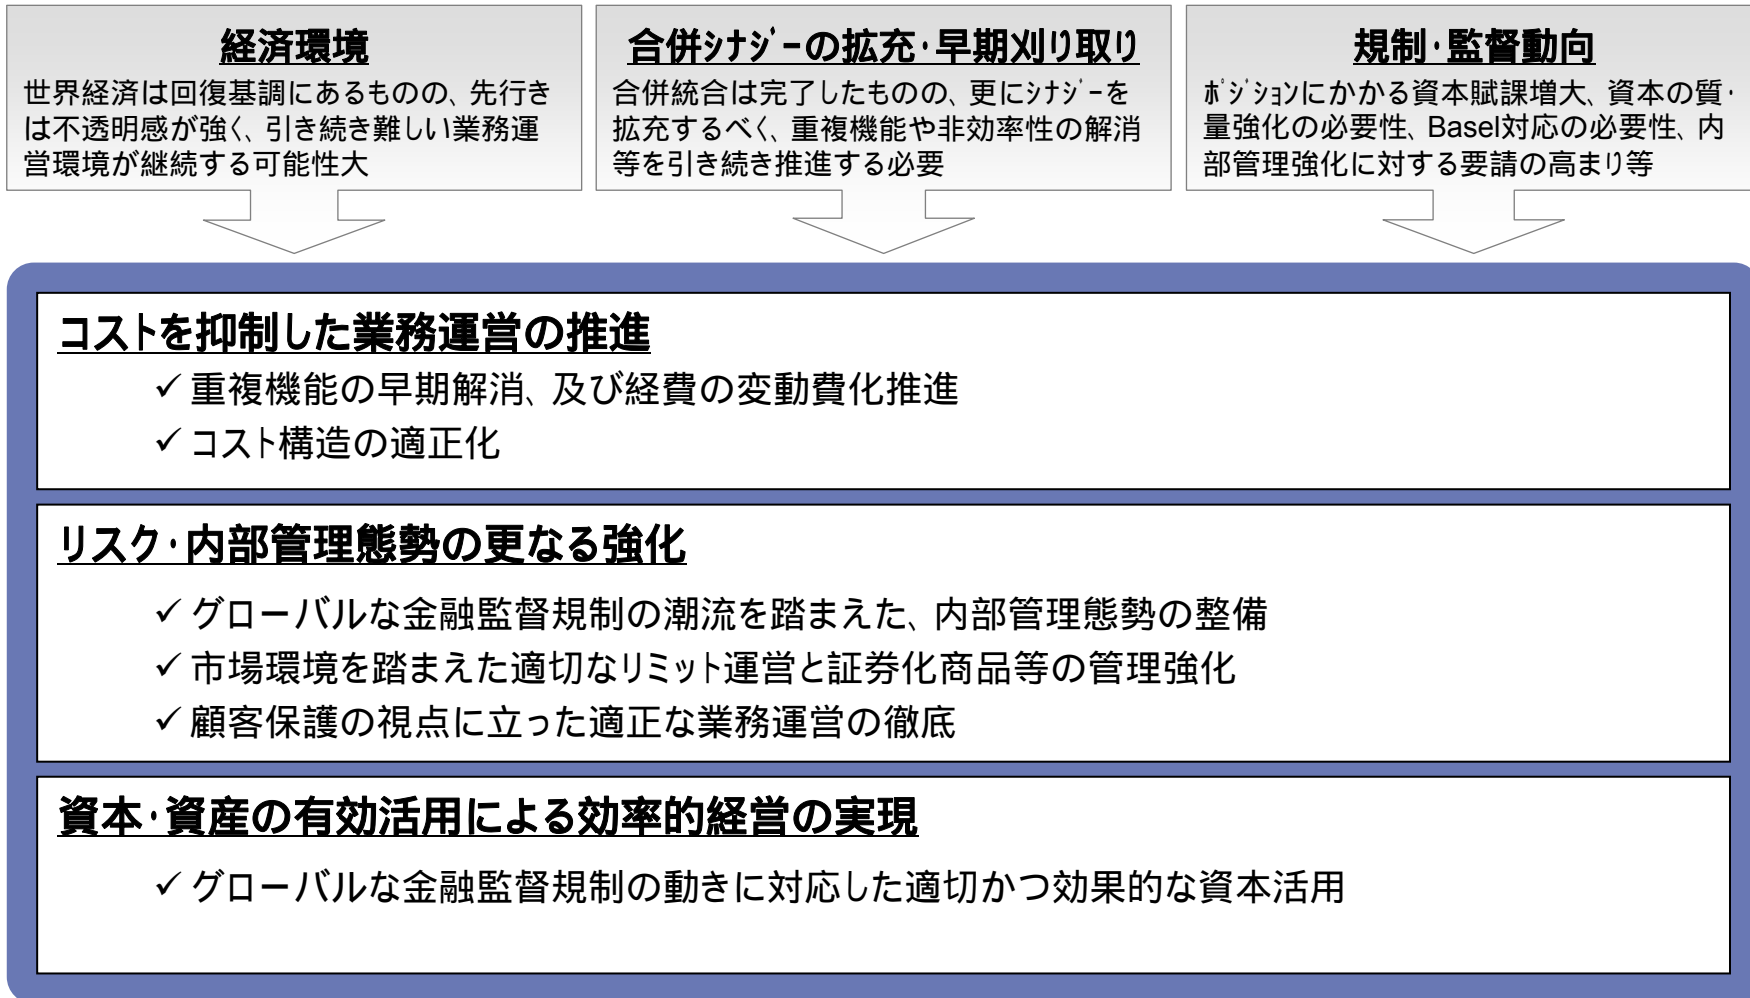 経済環境
世界経済は回復基調にあるものの、先行き
は不透明感が強く、引き続き難しい業務運
営環境が継続する可能性大
合併ｼﾅｼﾞｰの拡充・早期刈り取り
合併統合は完了したものの、更にｼﾅｼﾞｰを
拡充するべく、重複機能や非効率性の解消
等を引き続き推進する必要
規制・監督動向
ﾎﾟｼﾞｼｮﾝにかかる資本賦課増大、資本の質・
量強化の必要性、Basel対応の必要性、内
部管理強化に対する要請の高まり等
コストを抑制した業務運営の推進
✓ 重複機能の早期解消、及び経費の変動費化推進
✓ コスト構造の適正化
リスク・内部管理態勢の更なる強化
✓ グローバルな金融監督規制の潮流を踏まえた、内部管理態勢の整備
✓ 市場環境を踏まえた適切なリミット運営と証券化商品等の管理強化
✓ 顧客保護の視点に立った適正な業務運営の徹底
資本・資産の有効活用による効率的経営の実現
✓ グローバルな金融監督規制の動きに対応した適切かつ効果的な資本活用